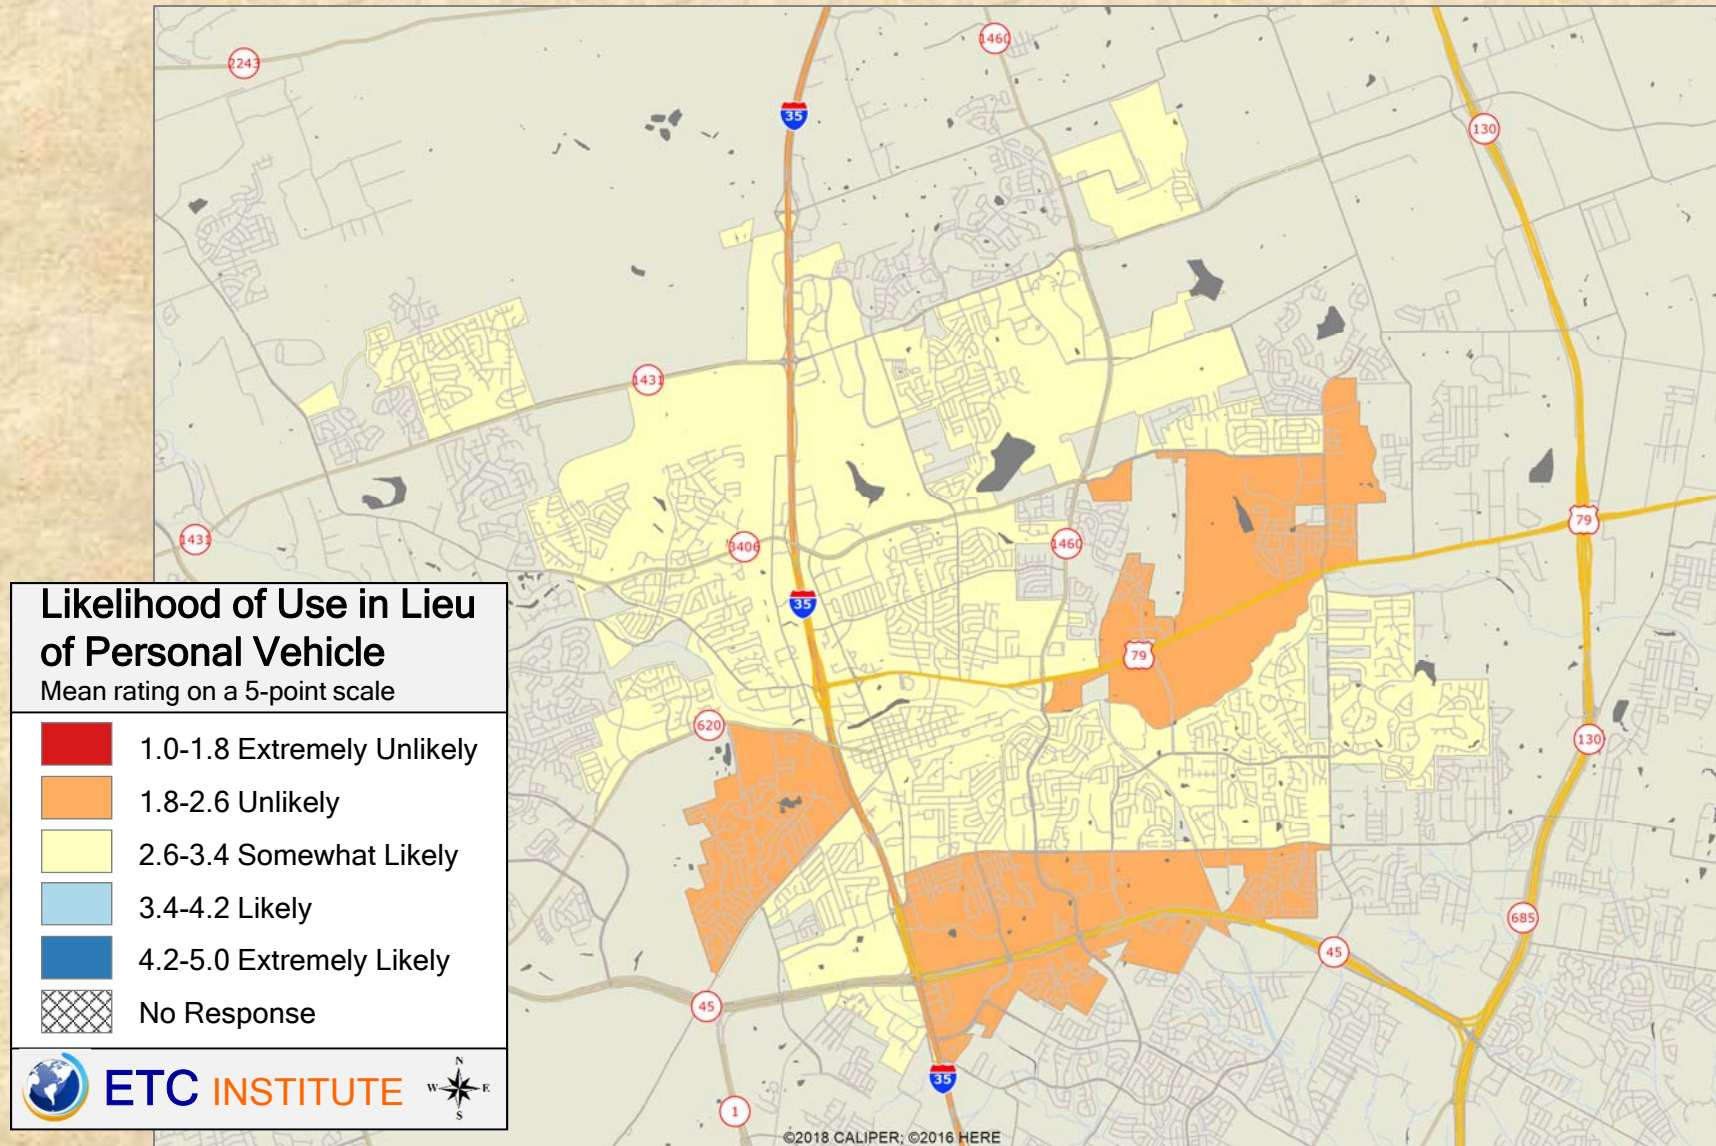 2243
1460
35
130
1431
1431
3406
1460
79
35
79
620
130
685
45
45
35
1
Likelihood of Use in Lieu
of Personal Vehicle
Mean rating on a 5-point scale
1.0-1.8 Extremely Unlikely
1.8-2.6 Unlikely
2.6-3.4 Somewhat Likely
3.4-4.2 Likely
4.2-5.0 Extremely Likely
No Response
ETC INSTITUTE
N
W E
S
©2018 CALIPER; ©2016 HERE